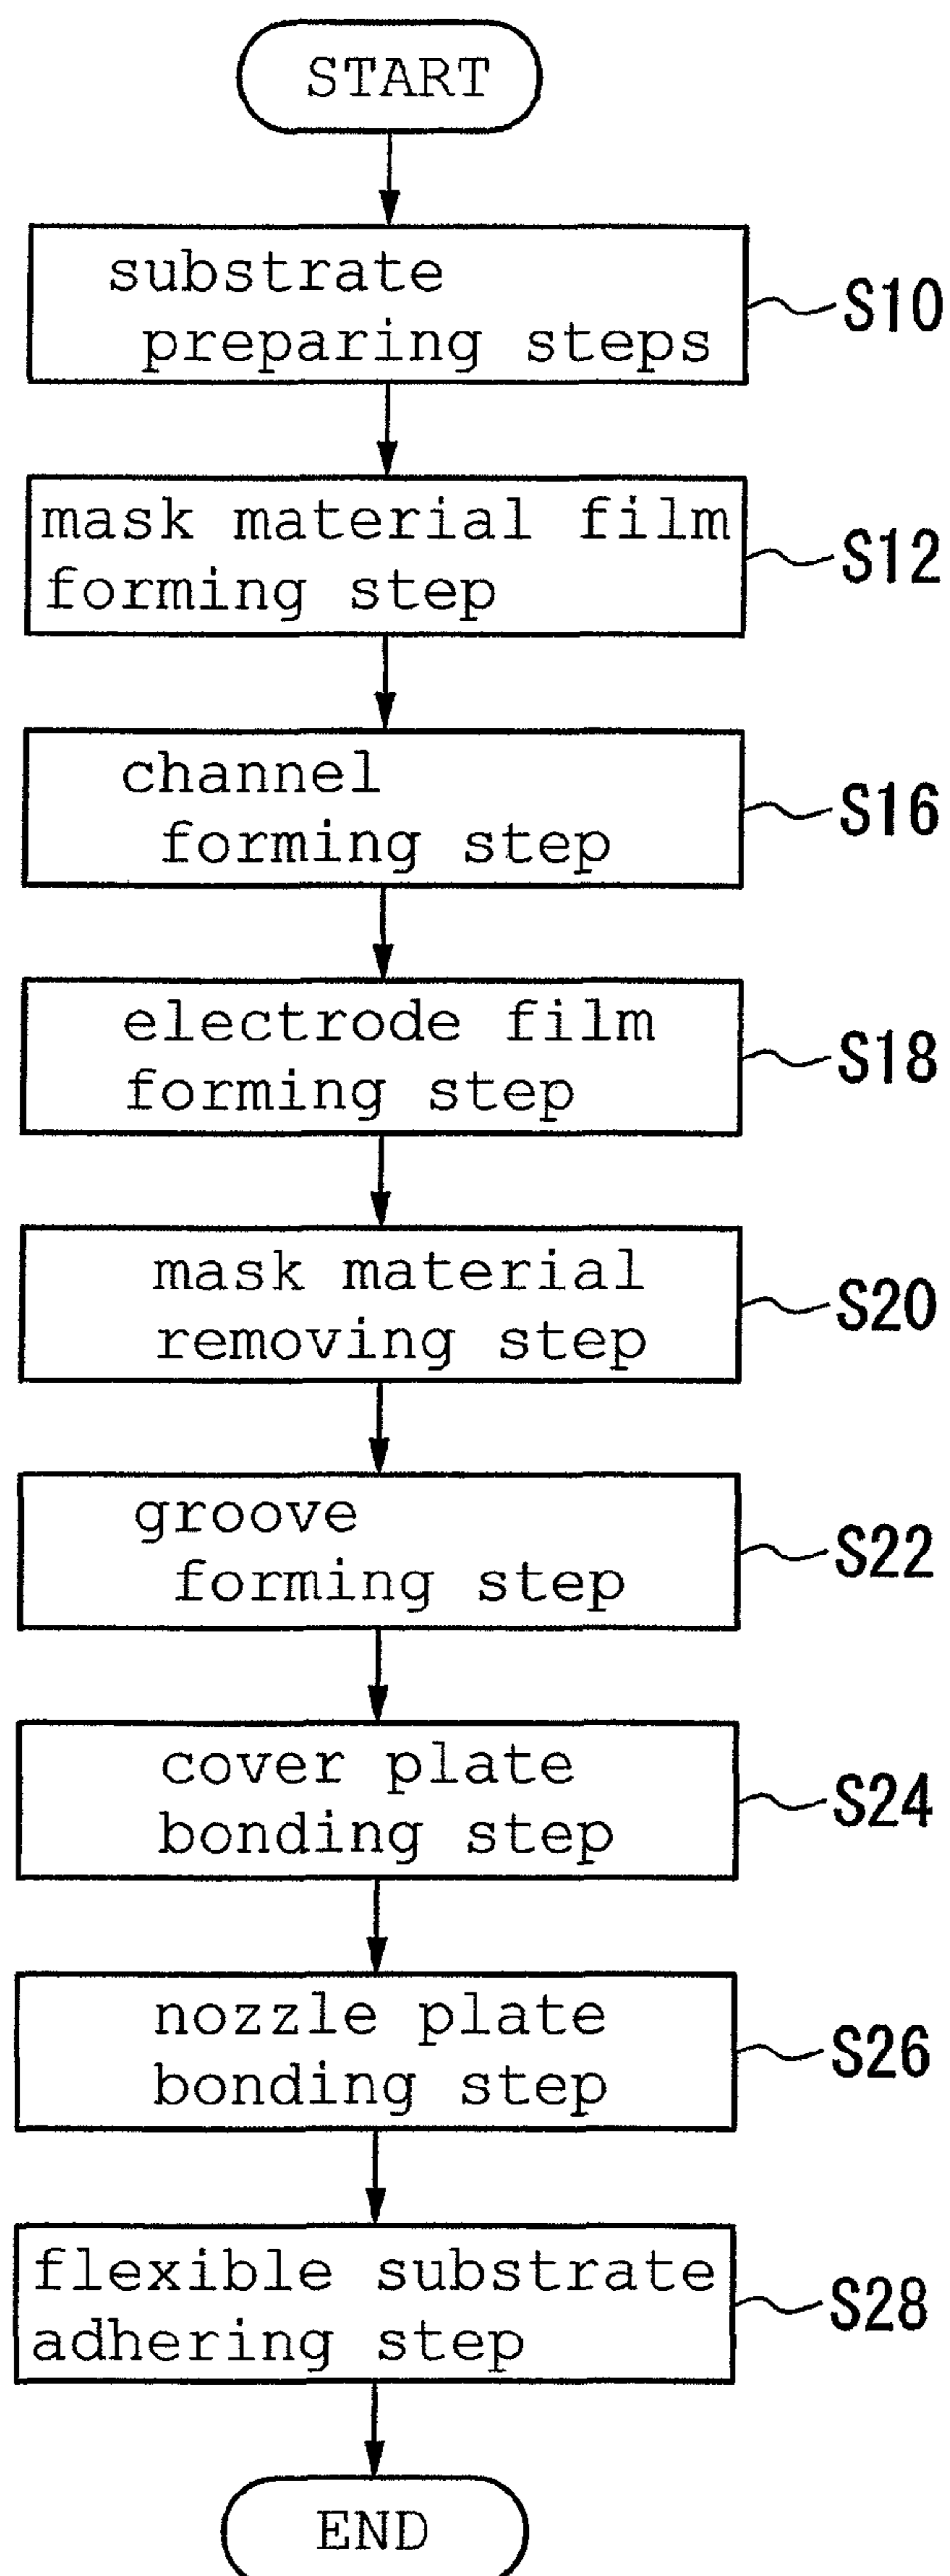 START
substrate
preparing steps
S10
mask material film
forming step
S12
channel
forming step
S16
electrode film
forming step
S18
mask material
removing step
S20
groove
forming step
S22
cover plate
bonding step
S24
nozzle plate
bonding step
S26
flexible substrate
adhering step
S28
END